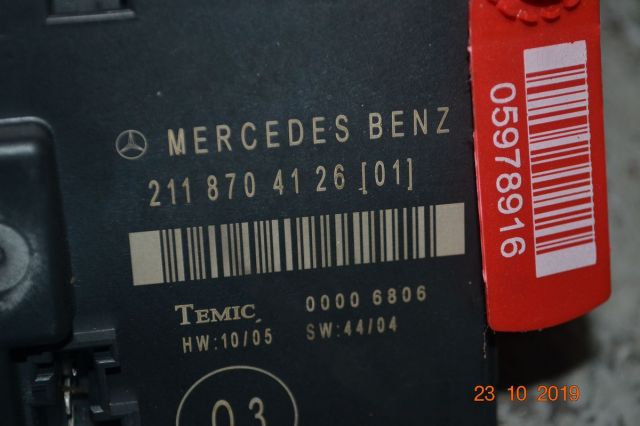 MERCEDES BENZ
211 870 41 26 [01]
TEMIC 0000 6806
HW:10/05 SW:44/04
03
05978916
23 10 2019